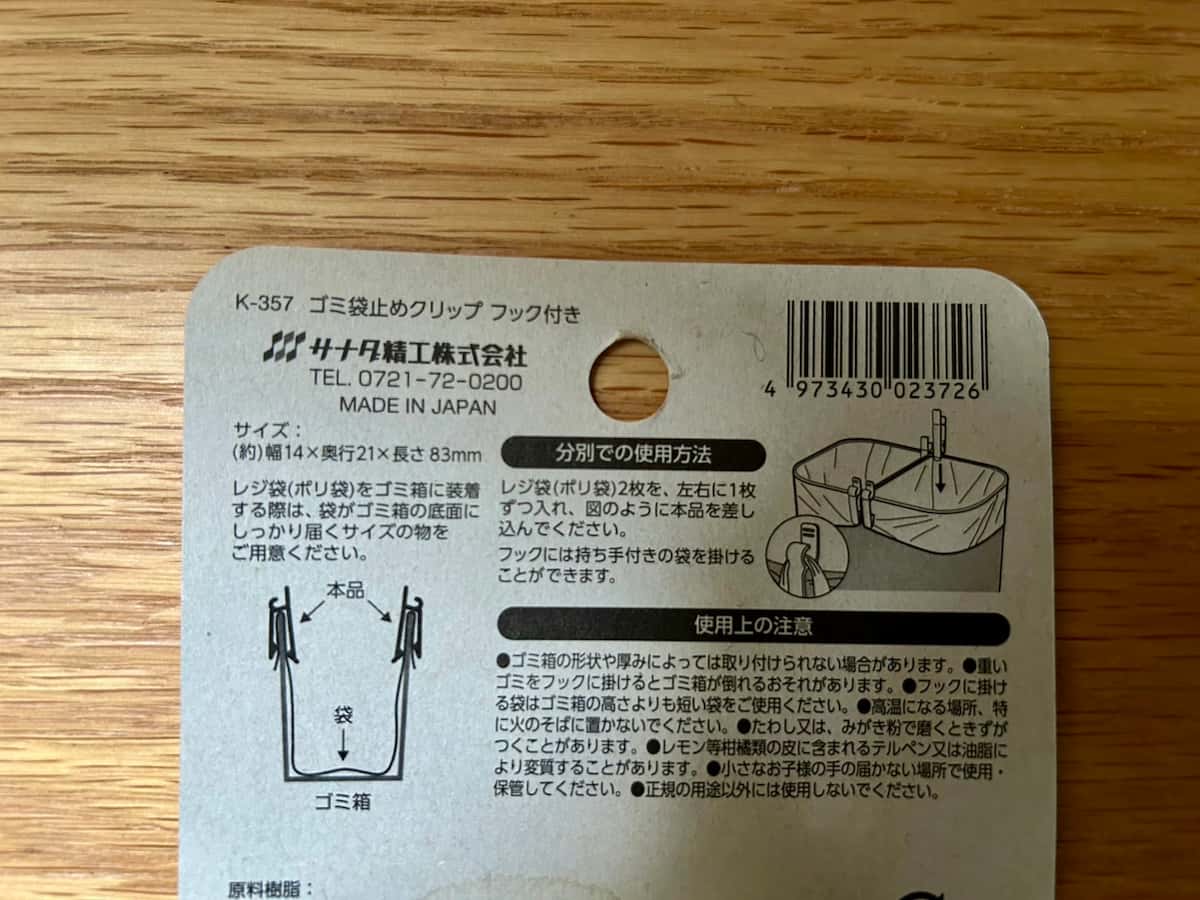 K-357 ゴミ袋止めクリップ フック付き
サナダ精工株式会社
TEL. 0721-72-0200
MADE IN JAPAN
4 973430 023726
サイズ：
(約)幅14×奥行21×長さ83mm
レジ袋(ポリ袋)をゴミ箱に装着
する際は、袋がゴミ箱の底面に
しっかり届くサイズの物を
ご用意ください。
本品
袋
ゴミ箱
分別での使用方法
レジ袋(ポリ袋)2枚を、左右に1枚
ずつ入れ、図のように本品を差し
込んでください。
フックには持ち手付きの袋を掛ける
ことができます。
使用上の注意
●ゴミ箱の形状や厚みによっては取り付けられない場合があります。●重い
ゴミをフックに掛けるとゴミ箱が倒れるおそれがあります。●フックに掛け
る袋はゴミ箱の高さよりも短い袋をご使用ください。●高温になる場所、特
に火のそばに置かないでください。●たわし又は、みがき粉で磨くときずが
つくことがあります。●レモン等柑橘類の皮に含まれるテルペン又は油脂に
より変質することがあります。●小さなお子様の手の届かない場所で使用・
保管してください。●正規の用途以外には使用しないでください。
原料樹脂：